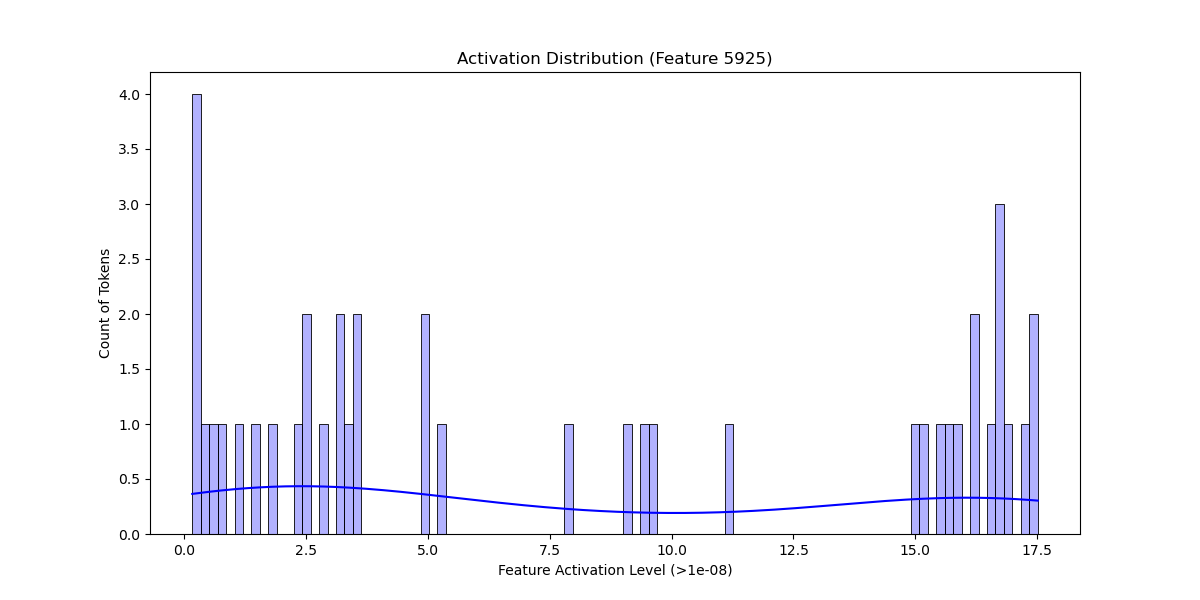 Activation Distribution (Feature 5925)
4.0
3.5
3.0
2.5
2.0
1.5
1.0
0.5
0.0
Count of Tokens
0.0 2.5 5.0 7.5 10.0 12.5 15.0 17.5
Feature Activation Level (>1e-08)